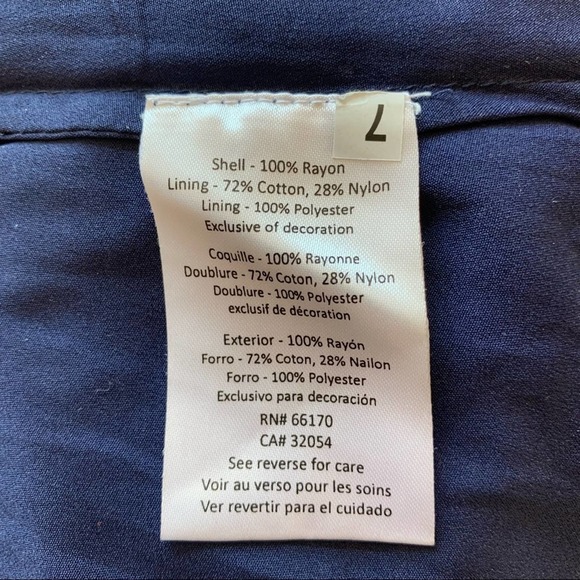 7
Shell - 100% Rayon
Lining - 72% Cotton, 28% Nylon
Lining - 100% Polyester
Exclusive of decoration
Coquille - 100% Rayonne
Doublure - 72% Coton, 28% Nylon
Doublure - 100% Polyester
exclusif de décoration
Exterior - 100% Rayón
Forro - 72% Coton, 28% Nailon
Forro - 100% Polyester
Exclusivo para decoración
RN# 66170
CA# 32054
See reverse for care
Voir au verso pour les soins
Ver revertir para el cuidado